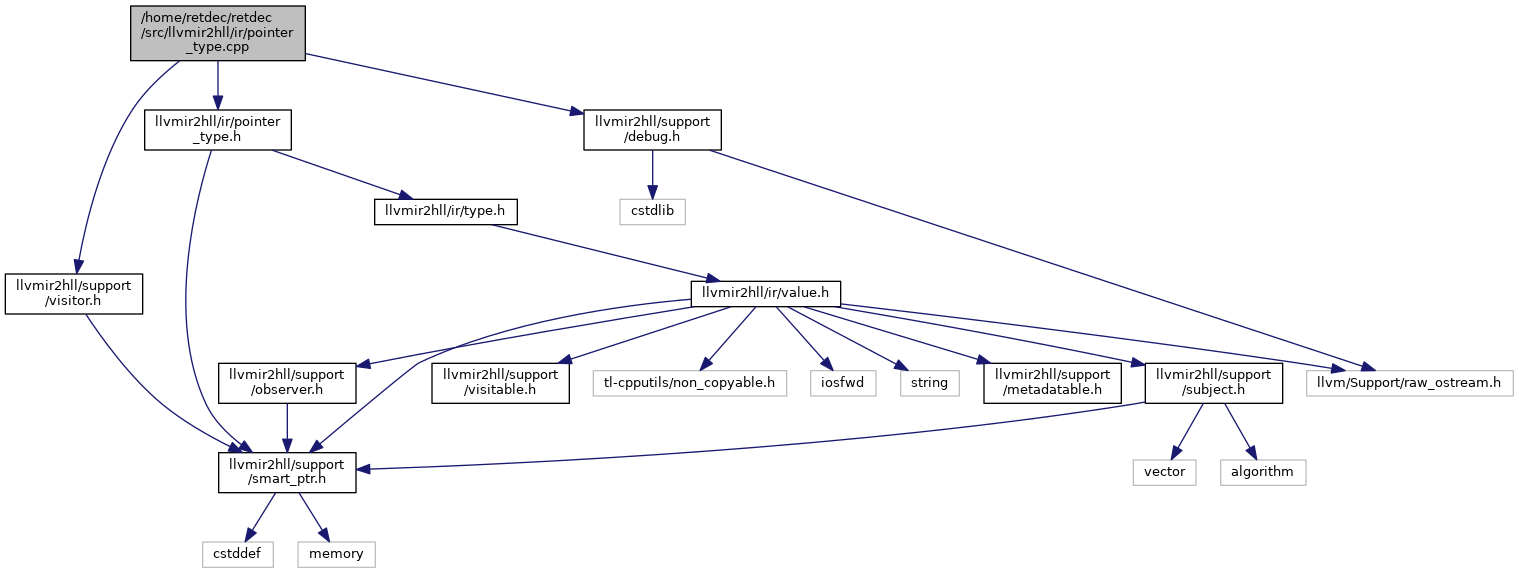 /home/retdec/retdec
/src/llvmir2hll/ir/pointer
_type.cpp
llvmir2hll/ir/pointer
_type.h
llvmir2hll/support
/debug.h
llvmir2hll/ir/type.h
cstdlib
llvmir2hll/support
/visitor.h
llvmir2hll/ir/value.h
llvmir2hll/support
/observer.h
llvmir2hll/support
/visitable.h
tl-cpputils/non_copyable.h
iosfwd
string
llvmir2hll/support
/metadatable.h
llvmir2hll/support
/subject.h
llvm/Support/raw_ostream.h
llvmir2hll/support
/smart_ptr.h
vector
algorithm
cstddef
memory